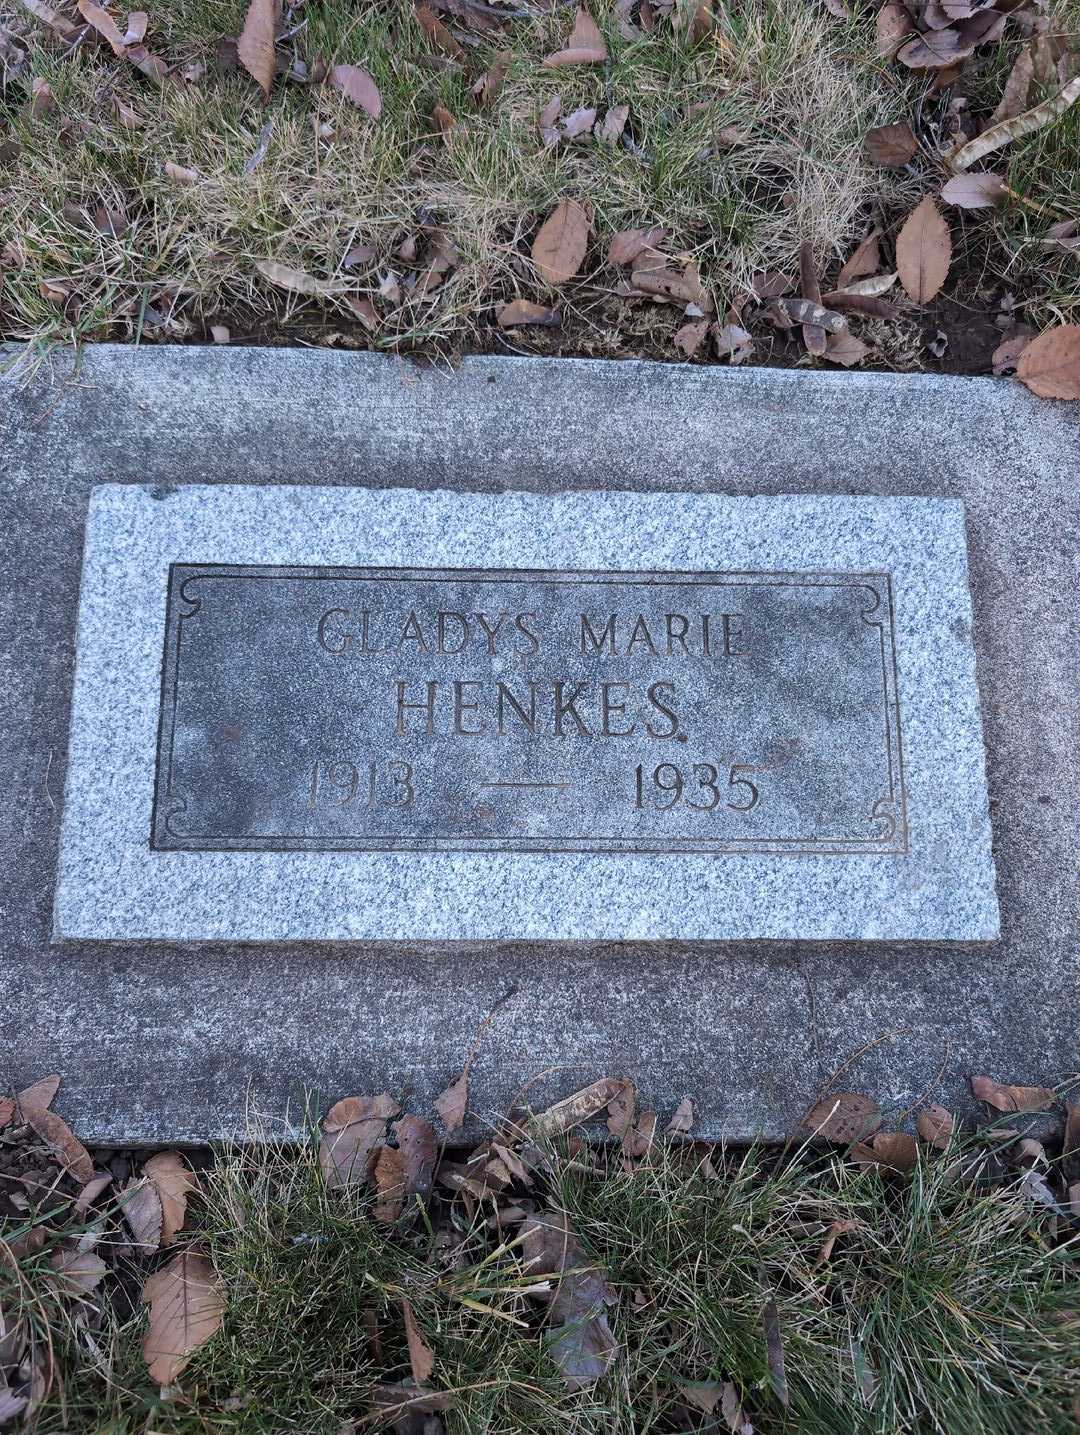 GLADYS MARIE
HENKES
1913 — 1935